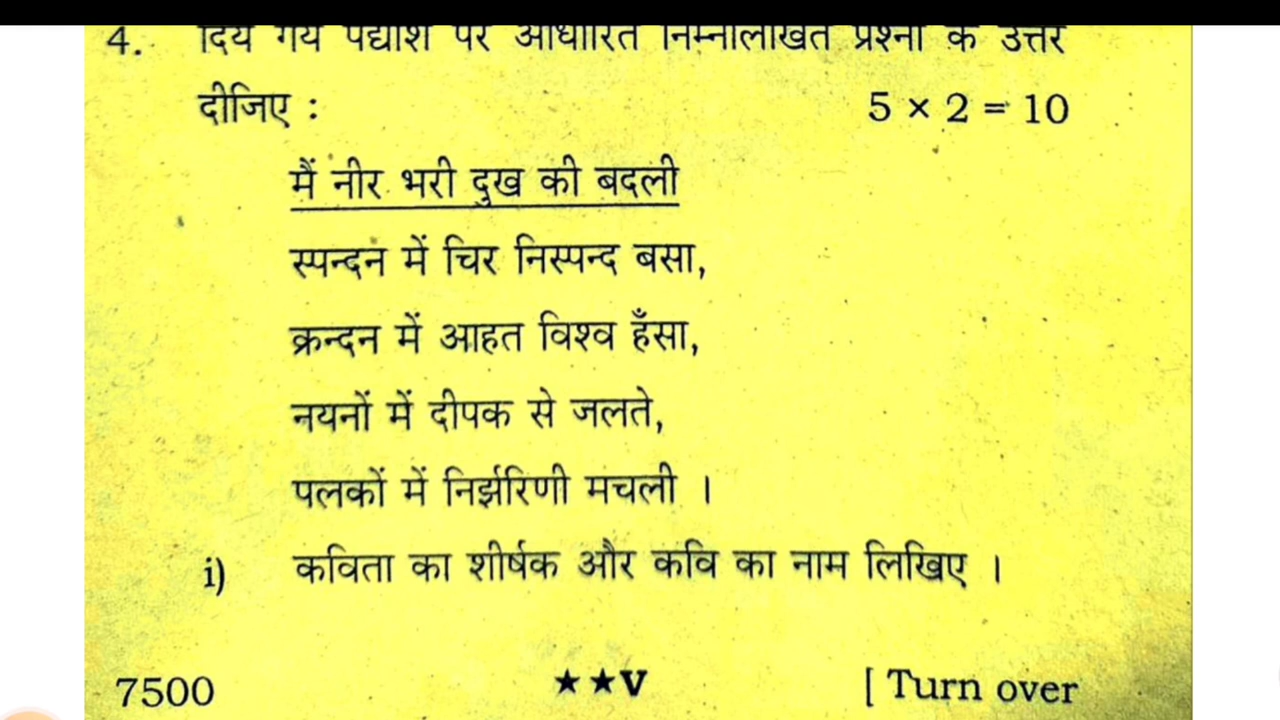 4. दिये गये पद्यांश पर आधारित निम्नलिखित प्रश्नों के उत्तर
दीजिए : 5 × 2 = 10
मैं नीर भरी दुख की बदली
स्पन्दन में चिर निस्पन्द बसा,
क्रन्दन में आहत विश्व हँसा,
नयनों में दीपक से जलते,
पलकों में निर्झरिणी मचली ।
i) कविता का शीर्षक और कवि का नाम लिखिए ।
7500 ★★V [ Turn over